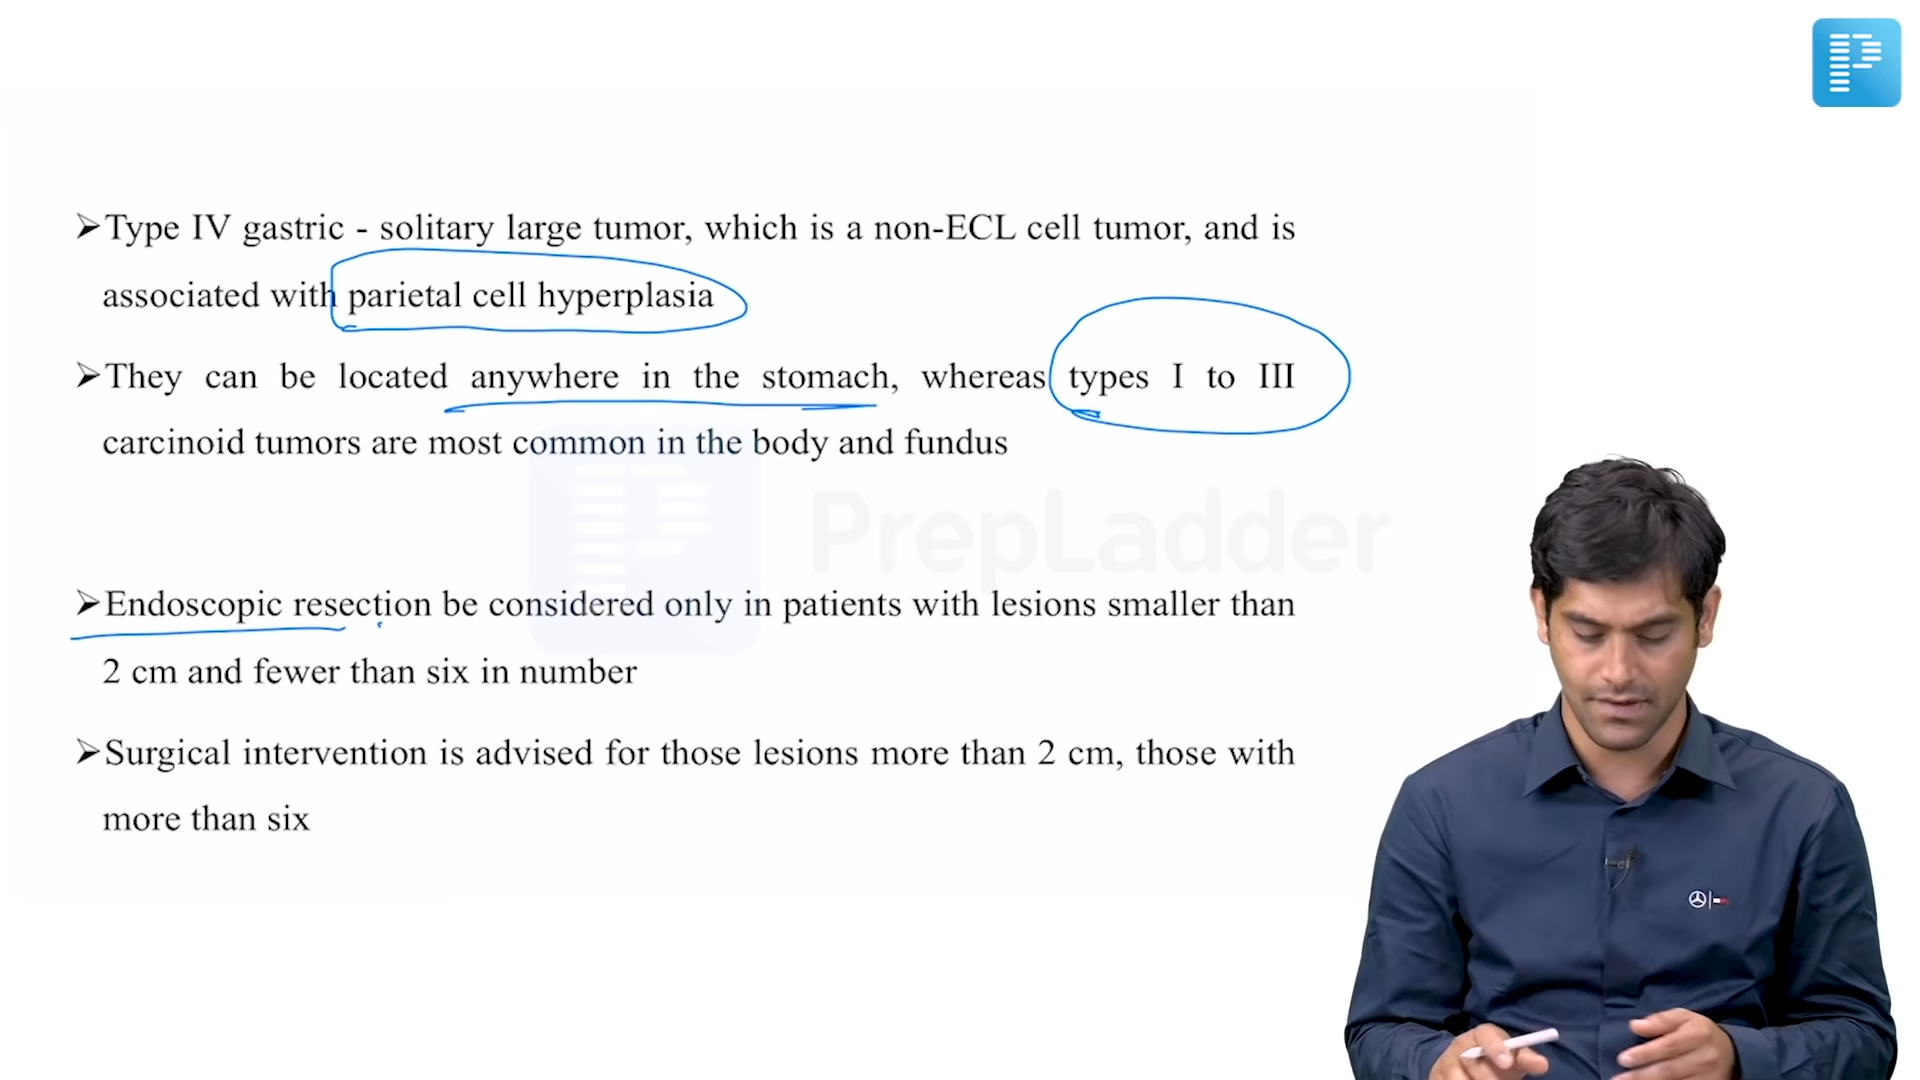 ➤Type IV gastric - solitary large tumor, which is a non-ECL cell tumor, and is
associated with parietal cell hyperplasia
➤They can be located anywhere in the stomach, whereas types I to III
carcinoid tumors are most common in the body and fundus
PrepLadder
➤Endoscopic resection be considered only in patients with lesions smaller than
2 cm and fewer than six in number
➤Surgical intervention is advised for those lesions more than 2 cm, those with
more than six